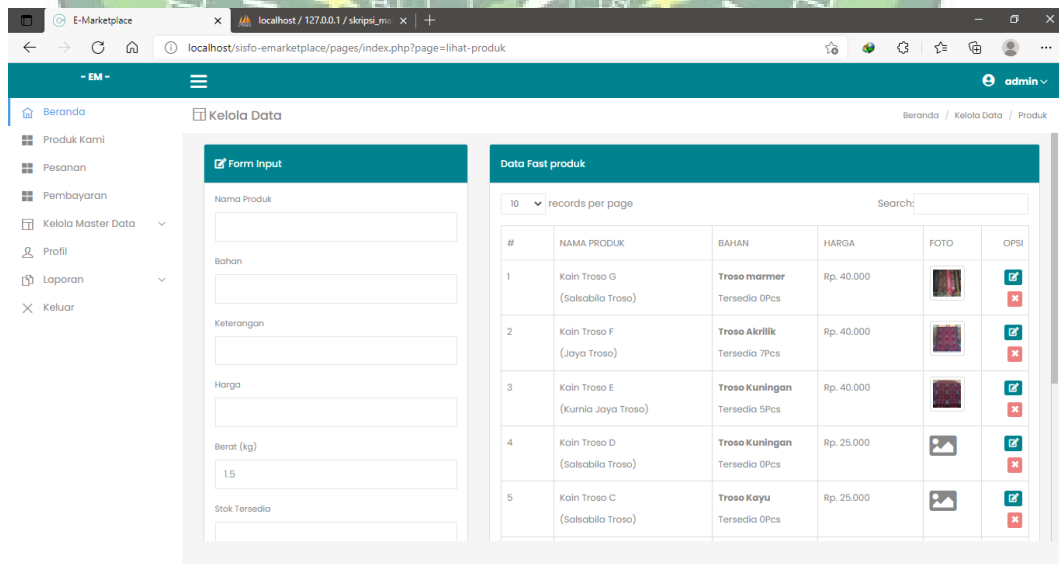 E-Marketplace
localhost / 127.0.0.1 / skripsi_ma
localhost/sisfo-emarketplace/pages/index.php?page=lihat-produk
- EM -
admin
Beranda
Produk Kami
Pesanan
Pembayaran
Kelola Master Data
Profil
Laporan
Keluar
Kelola Data
Beranda / Kelola Data / Produk
Form Input
Nama Produk
Bahan
Keterangan
Harga
Berat (kg)
1.5
Stok Tersedia
Data Fast produk
10 records per page
Search:
# NAMA PRODUK BAHAN HARGA FOTO OPSI
1 Kain Troso G Troso marmer Rp. 40.000
(Salsabila Troso) Tersedia 0Pcs
2 Kain Troso F Troso Akrilik Rp. 40.000
(Jaya Troso) Tersedia 7Pcs
3 Kain Troso E Troso Kuningan Rp. 40.000
(Kurnia Jaya Troso) Tersedia 5Pcs
4 Kain Troso D Troso Kuningan Rp. 25.000
(Salsabila Troso) Tersedia 0Pcs
5 Kain Troso C Troso Kayu Rp. 25.000
(Salsabila Troso) Tersedia 0Pcs